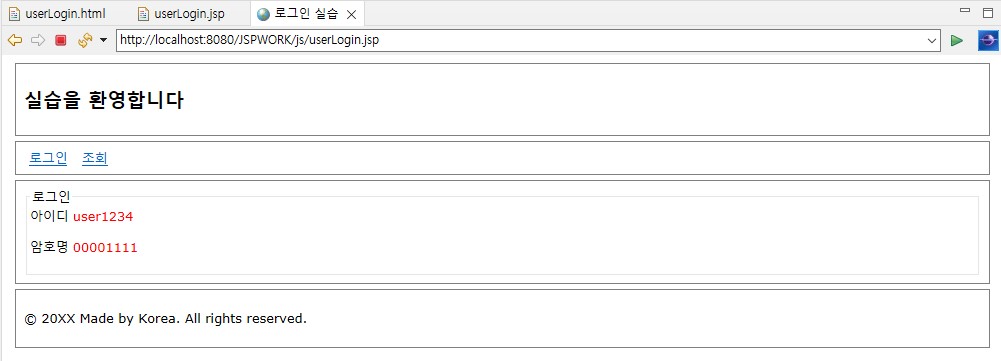 userLogin.html userLogin.jsp 로그인 실습
http://localhost:8080/JSPWORK/js/userLogin.jsp
실습을 환영합니다
로그인 조회
로그인
아이디 user1234
암호명 00001111
© 20XX Made by Korea. All rights reserved.